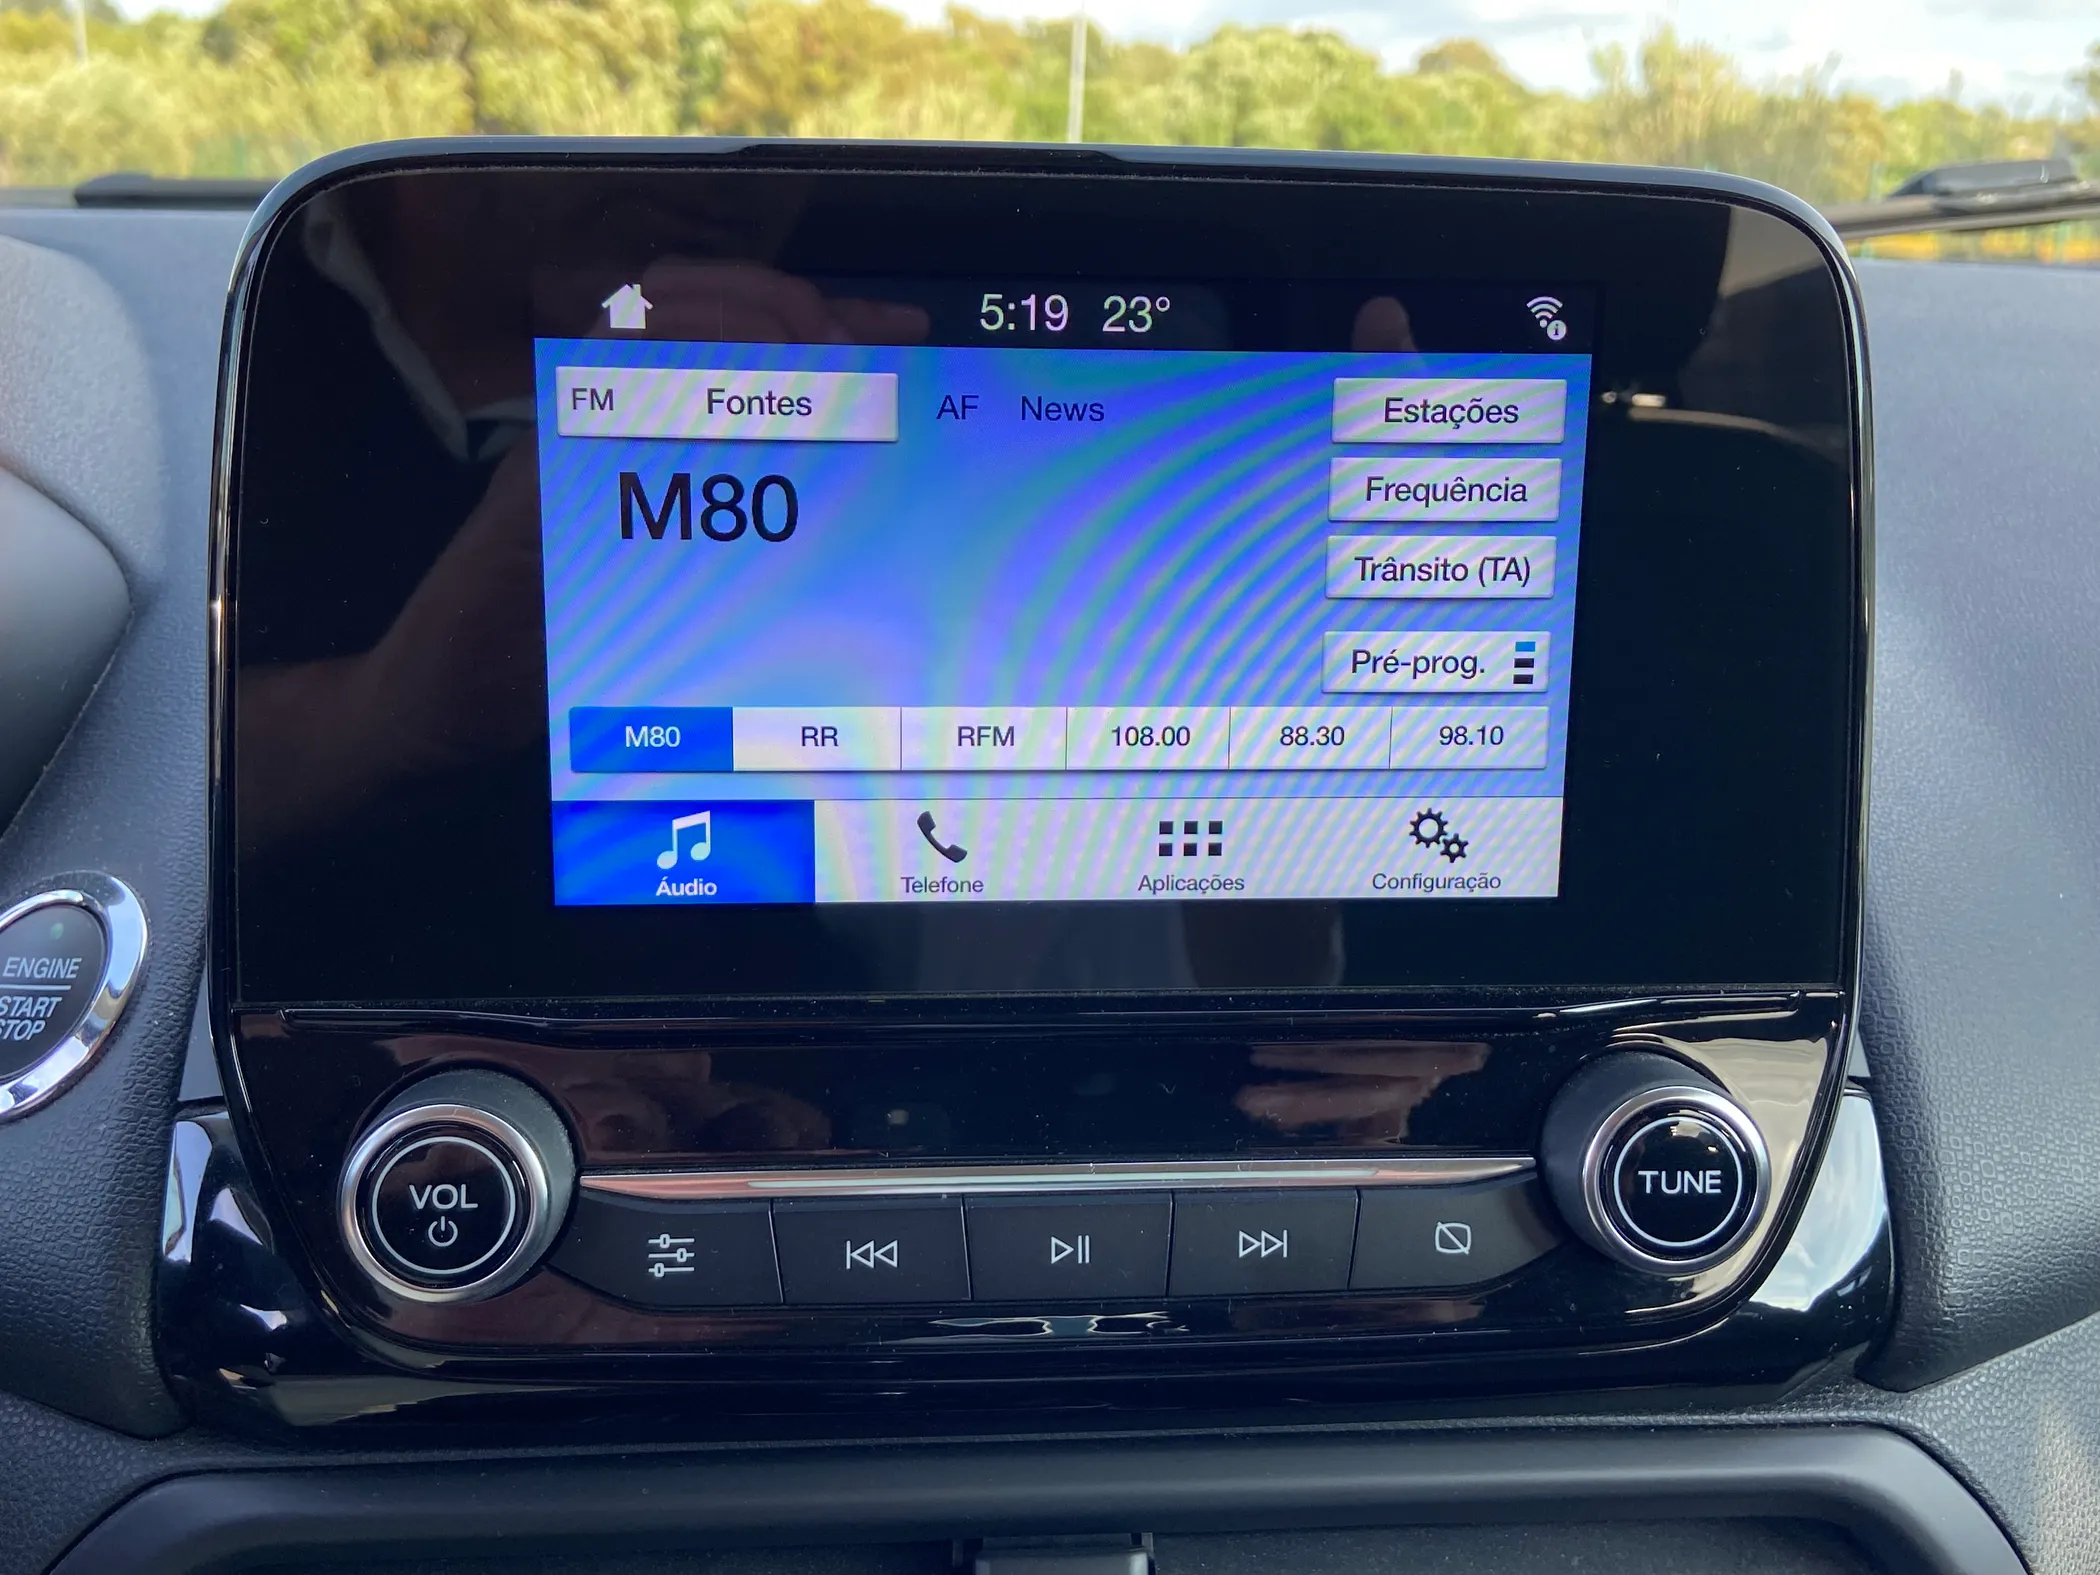 5:19 23°
FM Fontes AF News Estações
M80 Frequência
Trânsito (TA)
Pré-prog.
M80 RR RFM 108.00 88.30 98.10
Áudio Telefone Aplicações Configuração
ENGINE
START
STOP
VOL
TUNE